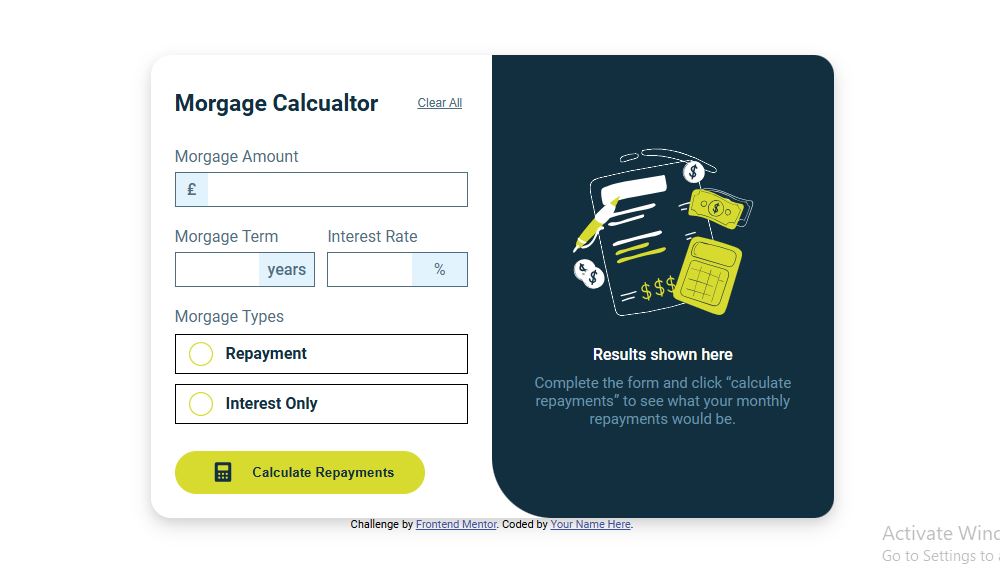 Morgage Calcualtor
Clear All
Morgage Amount
£
Morgage Term
Interest Rate
years
%
Morgage Types
Repayment
Interest Only
Calculate Repayments
$
$
$
$$$
Results shown here
Complete the form and click “calculate
repayments” to see what your monthly
repayments would be.
Challenge by Frontend Mentor. Coded by Your Name Here.
Activate Wind
Go to Settings to a